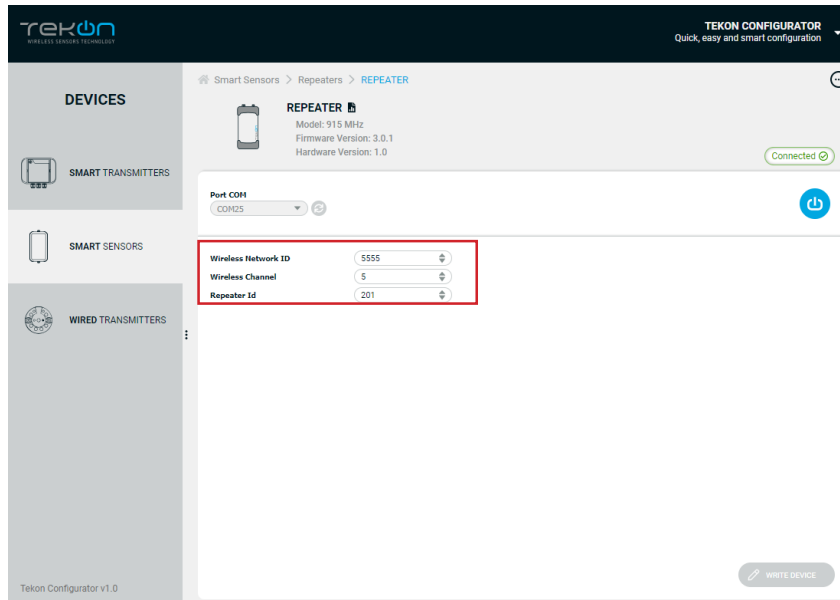 TEKON
WIRELESS SENSORS TECHNOLOGY
TEKON CONFIGURATOR
Quick, easy and smart configuration
DEVICES
SMART TRANSMITTERS
SMART SENSORS
WIRED TRANSMITTERS
Tekon Configurator v1.0
Smart Sensors > Repeaters > REPEATER
REPEATER
Model: 915 MHz
Firmware Version: 3.0.1
Hardware Version: 1.0
Connected
Port COM
COM25
Wireless Network ID 5555
Wireless Channel 5
Repeater Id 201
WRITE DEVICE